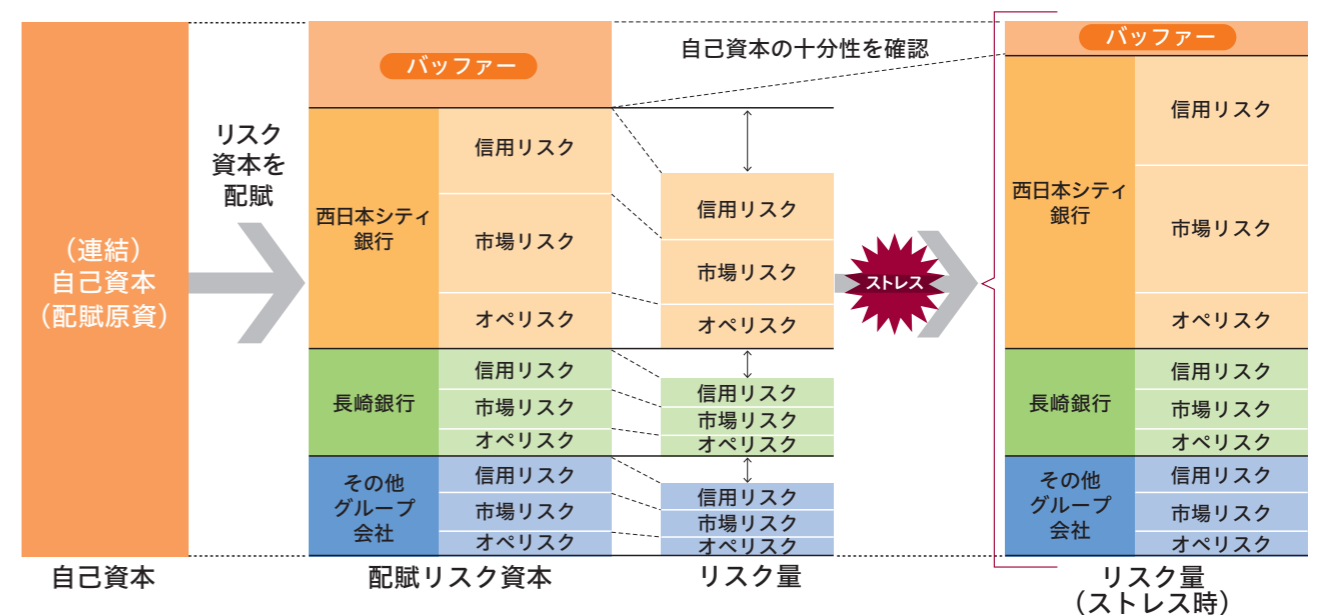 （連結）
自己資本
（配賦原資）
自己資本
リスク
資本を
配賦
バッファー
西日本シティ
銀行
信用リスク
市場リスク
オペリスク
長崎銀行
信用リスク
市場リスク
オペリスク
その他
グループ
会社
信用リスク
市場リスク
オペリスク
配賦リスク資本
自己資本の十分性を確認
信用リスク
市場リスク
オペリスク
信用リスク
市場リスク
オペリスク
信用リスク
市場リスク
オペリスク
リスク量
ストレス
バッファー
西日本シティ
銀行
信用リスク
市場リスク
オペリスク
長崎銀行
信用リスク
市場リスク
オペリスク
その他
グループ
会社
信用リスク
市場リスク
オペリスク
リスク量
（ストレス時）